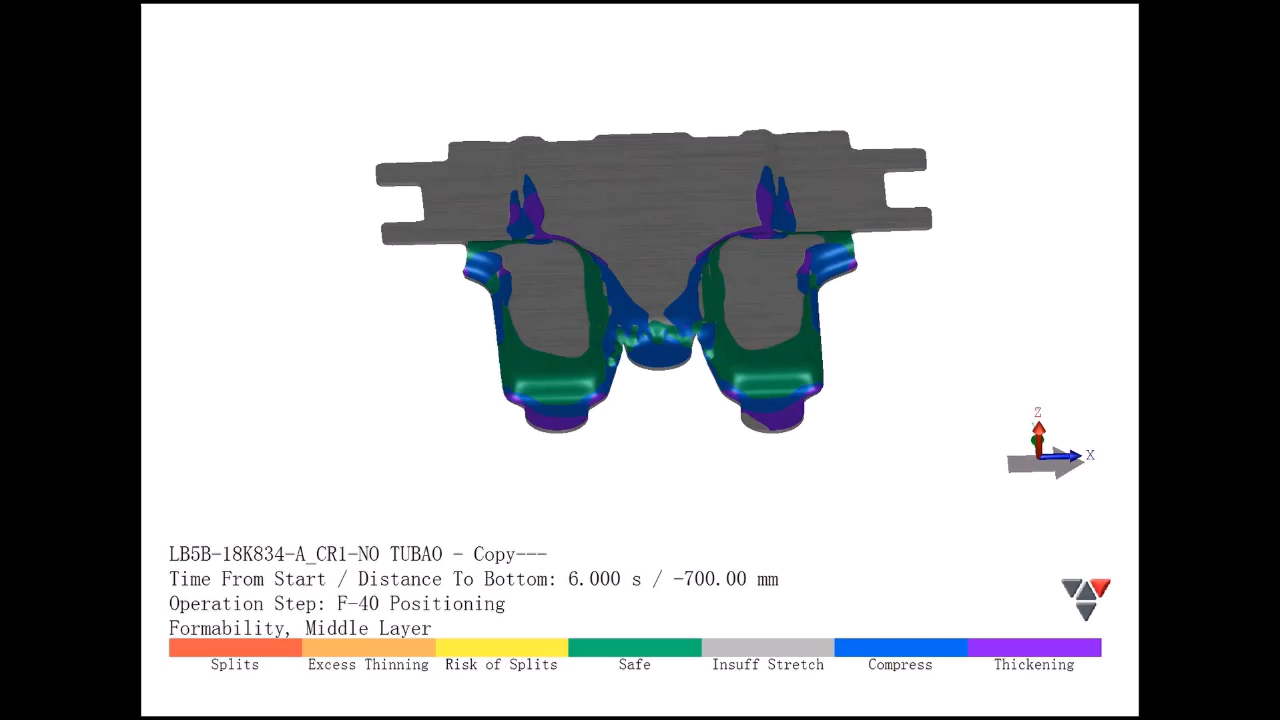 Z
X
LB5B-18K834-A_CR1-NO TUBAO - Copy---
Time From Start / Distance To Bottom: 6.000 s / -700.00 mm
Operation Step: F-40 Positioning
Formability, Middle Layer
Splits Excess Thinning Risk of Splits Safe Insuff Stretch Compress Thickening